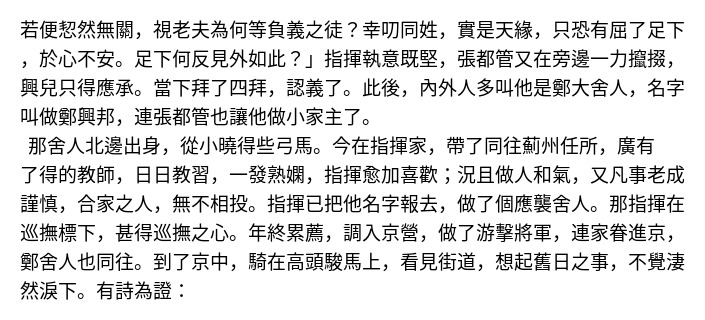 若便恝然無關，視老夫為何等負義之徒？幸叨同姓，實是天緣，只恐有屈了足下
，於心不安。足下何反見外如此？」指揮執意既堅，張都管又在旁邊一力攛掇，
興兒只得應承。當下拜了四拜，認義了。此後，內外人多叫他是鄭大舍人，名字
叫做鄭興邦，連張都管也讓他做小家主了。
那舍人北邊出身，從小曉得些弓馬。今在指揮家，帶了同往薊州任所，廣有
了得的教師，日日教習，一發熟嫻，指揮愈加喜歡；況且做人和氣，又凡事老成
謹慎，合家之人，無不相投。指揮已把他名字報去，做了個應襲舍人。那指揮在
巡撫標下，甚得巡撫之心。年終累薦，調入京營，做了游擊將軍，連家眷進京，
鄭舍人也同往。到了京中，騎在高頭駿馬上，看見街道，想起舊日之事，不覺淒
然淚下。有詩為證：